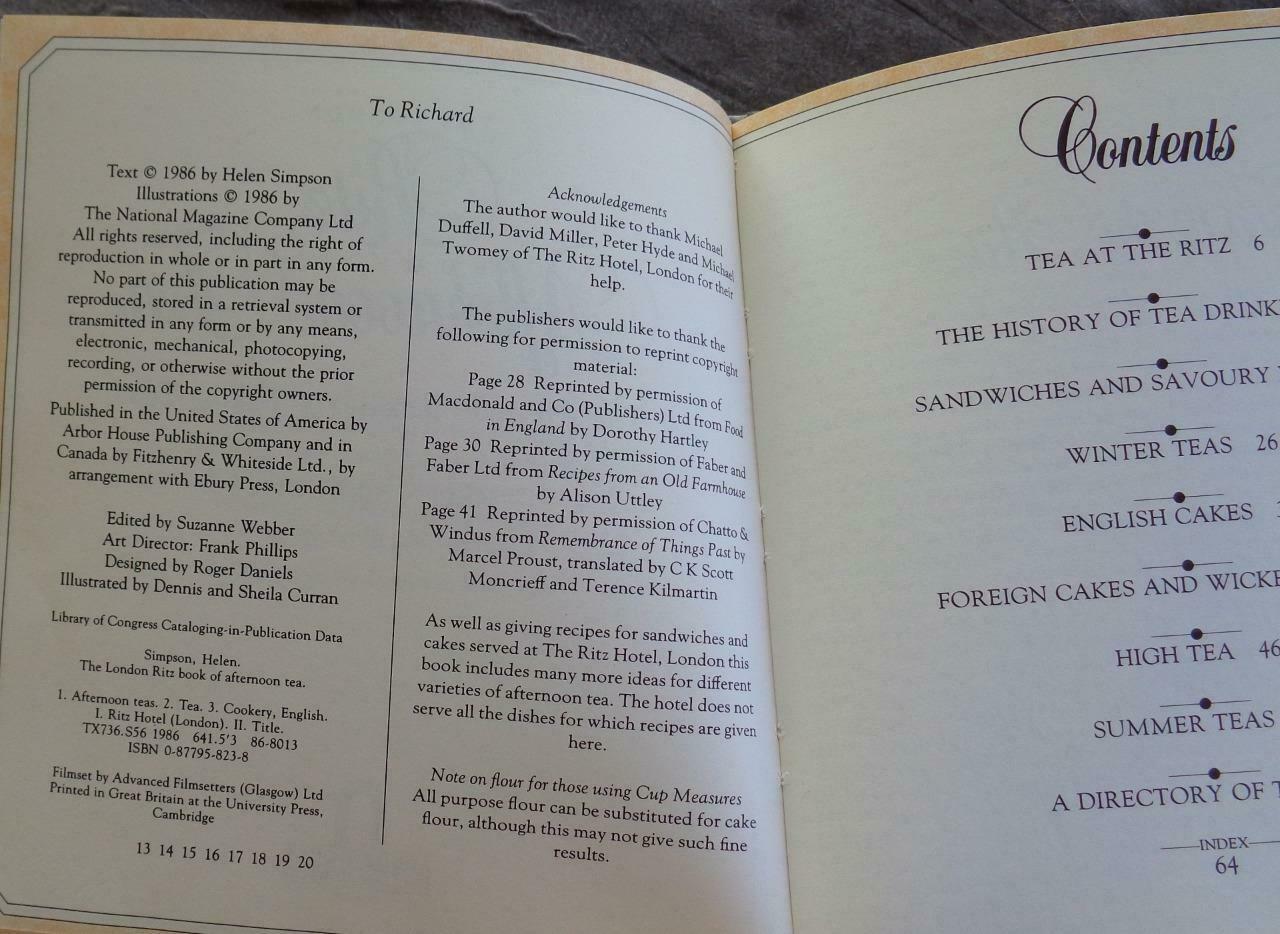 To Richard
Text © 1986 by Helen Simpson
Illustrations © 1986 by
The National Magazine Company Ltd
All rights reserved, including the right of
reproduction in whole or in part in any form.
No part of this publication may be
reproduced, stored in a retrieval system or
transmitted in any form or by any means,
electronic, mechanical, photocopying,
recording, or otherwise without the prior
permission of the copyright owners.
Published in the United States of America by
Arbor House Publishing Company and in
Canada by Fitzhenry & Whiteside Ltd., by
arrangement with Ebury Press, London
Edited by Suzanne Webber
Art Director: Frank Phillips
Designed by Roger Daniels
Illustrated by Dennis and Sheila Curran
Library of Congress Cataloging-in-Publication Data
Simpson, Helen.
The London Ritz book of afternoon tea.
1. Afternoon teas. 2. Tea. 3. Cookery, English.
I. Ritz Hotel (London). II. Title.
TX736.S56 1986 641.5'3 86-8013
ISBN 0-87795-823-8
Filmset by Advanced Filmsetters (Glasgow) Ltd
Printed in Great Britain at the University Press,
Cambridge
13 14 15 16 17 18 19 20
Acknowledgements
The author would like to thank Michael
Duffell, David Miller, Peter Hyde and Michael
Twomey of The Ritz Hotel, London for their
help.
The publishers would like to thank the
following for permission to reprint copyright
material:
Page 28 Reprinted by permission of
Macdonald and Co (Publishers) Ltd from Food
in England by Dorothy Hartley
Page 30 Reprinted by permission of Faber and
Faber Ltd from Recipes from an Old Farmhouse
by Alison Uttley
Page 41 Reprinted by permission of Chatto &
Windus from Remembrance of Things Past by
Marcel Proust, translated by C K Scott
Moncrieff and Terence Kilmartin
As well as giving recipes for sandwiches and
cakes served at The Ritz Hotel, London this
book includes many more ideas for different
varieties of afternoon tea. The hotel does not
serve all the dishes for which recipes are given
here.
Note on flour for those using Cup Measures
All purpose flour can be substituted for cake
flour, although this may not give such fine
results.
Contents
TEA AT THE RITZ 6
THE HISTORY OF TEA DRINK
SANDWICHES AND SAVOURY
WINTER TEAS 26
ENGLISH CAKES
FOREIGN CAKES AND WICKE
HIGH TEA 46
SUMMER TEAS
A DIRECTORY OF T
INDEX
64